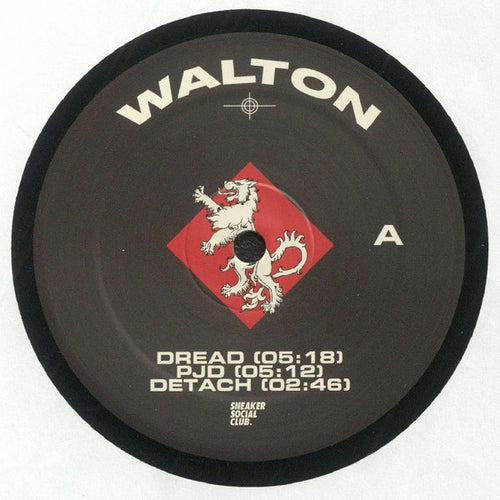 WALTON
A
DREAD (05:18)
PJD (05:12)
DETACH (02:46)
SNEAKER
SOCIAL
CLUB.